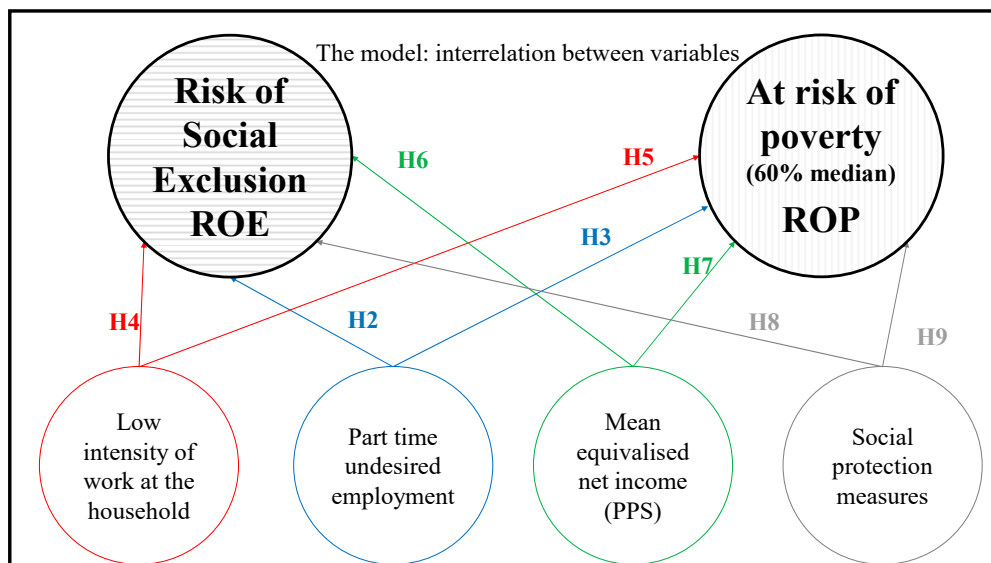 The model: interrelation between variables
Risk of
Social
Exclusion
ROE
At risk of
poverty
(60% median)
ROP
H6
H5
H3
H7
H4
H2
H8
H9
Low
intensity of
work at the
household
Part time
undesired
employment
Mean
equivalised
net income
(PPS)
Social
protection
measures